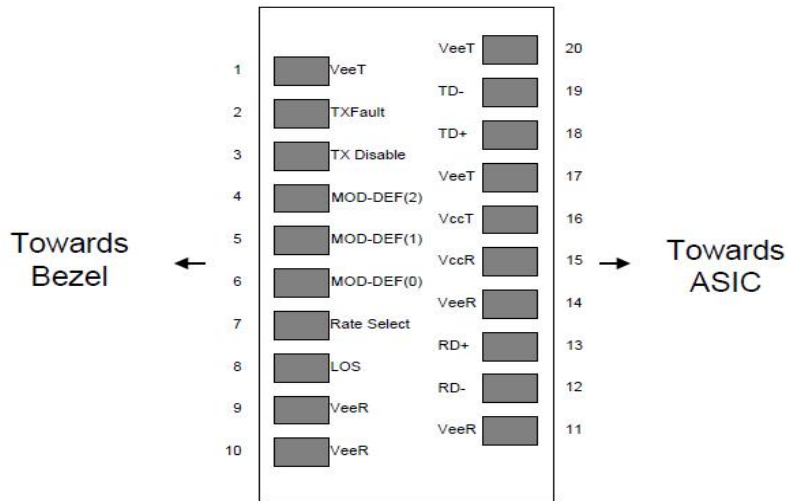 VeeT 20
1 VeeT
TD- 19
2 TXFault
TD+ 18
3 TX Disable
VeeT 17
4 MOD-DEF(2)
VccT 16
5 MOD-DEF(1)
Towards
Bezel
VccR 15
Towards
ASIC
6 MOD-DEF(0)
VeeR 14
7 Rate Select
RD+ 13
8 LOS
RD- 12
9 VeeR
VeeR 11
10 VeeR